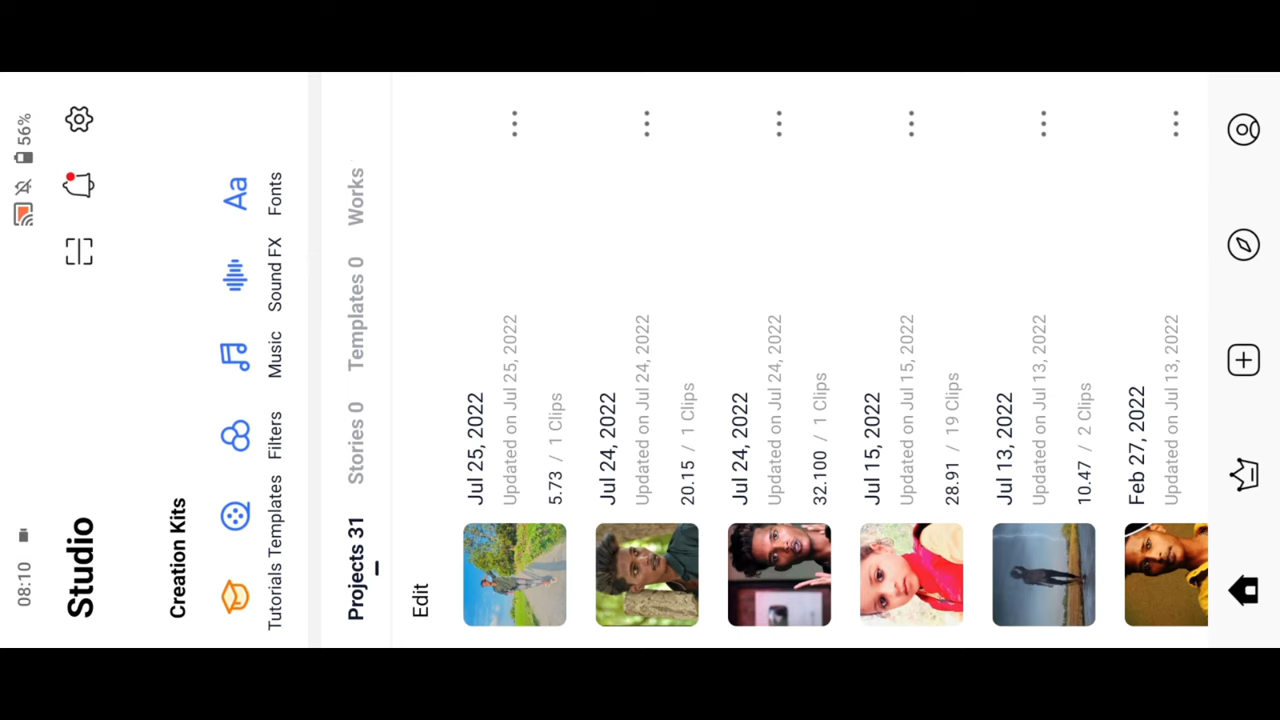 08:10 56%
Studio
Creation Kits
Tutorials Templates Filters Music Sound FX Fonts
Projects 31 Stories 0 Templates 0 Works
Edit
Jul 25, 2022
Updated on Jul 25, 2022
5.73 / 1 Clips
Jul 24, 2022
Updated on Jul 24, 2022
20.15 / 1 Clips
Jul 24, 2022
Updated on Jul 24, 2022
32.100 / 1 Clips
Jul 15, 2022
Updated on Jul 15, 2022
28.91 / 19 Clips
Jul 13, 2022
Updated on Jul 13, 2022
10.47 / 2 Clips
Feb 27, 2022
Updated on Jul 13, 2022